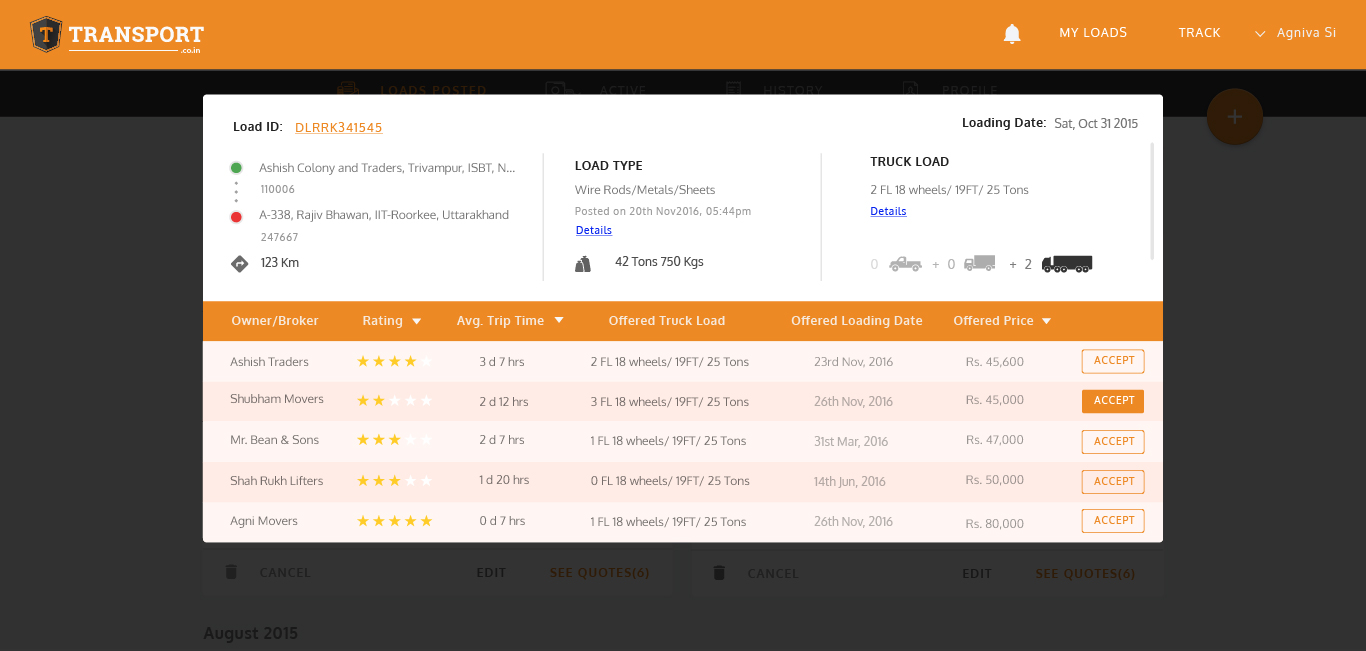 T TRANSPORT
.co.in
MY LOADS
TRACK
Agniva Si
LOADS POSTED
ACTIVE
HISTORY
PROFILE
+
Load ID: DLRRK341545
Loading Date: Sat, Oct 31 2015
Ashish Colony and Traders, Trivampur, ISBT, N...
110006
A-338, Rajiv Bhawan, IIT-Roorkee, Uttarakhand
247667
123 Km
LOAD TYPE
Wire Rods/Metals/Sheets
Posted on 20th Nov2016, 05:44pm
Details
42 Tons 750 Kgs
TRUCK LOAD
2 FL 18 wheels/ 19FT/ 25 Tons
Details
0 + 0 + 2
Owner/Broker Rating Avg. Trip Time Offered Truck Load Offered Loading Date Offered Price
Ashish Traders 3 d 7 hrs 2 FL 18 wheels/ 19FT/ 25 Tons 23rd Nov, 2016 Rs. 45,600 ACCEPT
Shubham Movers 2 d 12 hrs 3 FL 18 wheels/ 19FT/ 25 Tons 26th Nov, 2016 Rs. 45,000 ACCEPT
Mr. Bean & Sons 2 d 7 hrs 1 FL 18 wheels/ 19FT/ 25 Tons 31st Mar, 2016 Rs. 47,000 ACCEPT
Shah Rukh Lifters 1 d 20 hrs 0 FL 18 wheels/ 19FT/ 25 Tons 14th Jun, 2016 Rs. 50,000 ACCEPT
Agni Movers 0 d 7 hrs 1 FL 18 wheels/ 19FT/ 25 Tons 26th Nov, 2016 Rs. 80,000 ACCEPT
CANCEL EDIT SEE QUOTES(6)
CANCEL EDIT SEE QUOTES(6)
August 2015